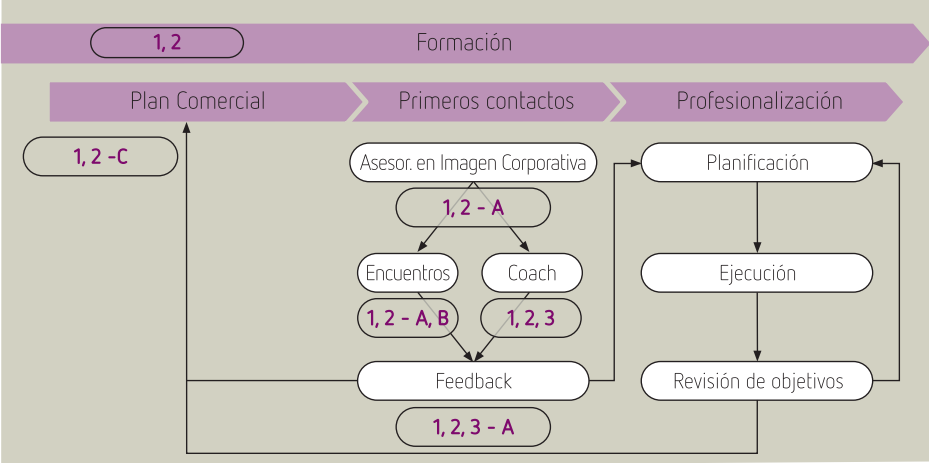 1, 2
Formación
Plan Comercial
Primeros contactos
Profesionalización
1, 2 -C
Asesor. en Imagen Corporativa
Planificación
1, 2 - A
Encuentros
Coach
Ejecución
1, 2 - A, B
1, 2, 3
Feedback
Revisión de objetivos
1, 2, 3 - A